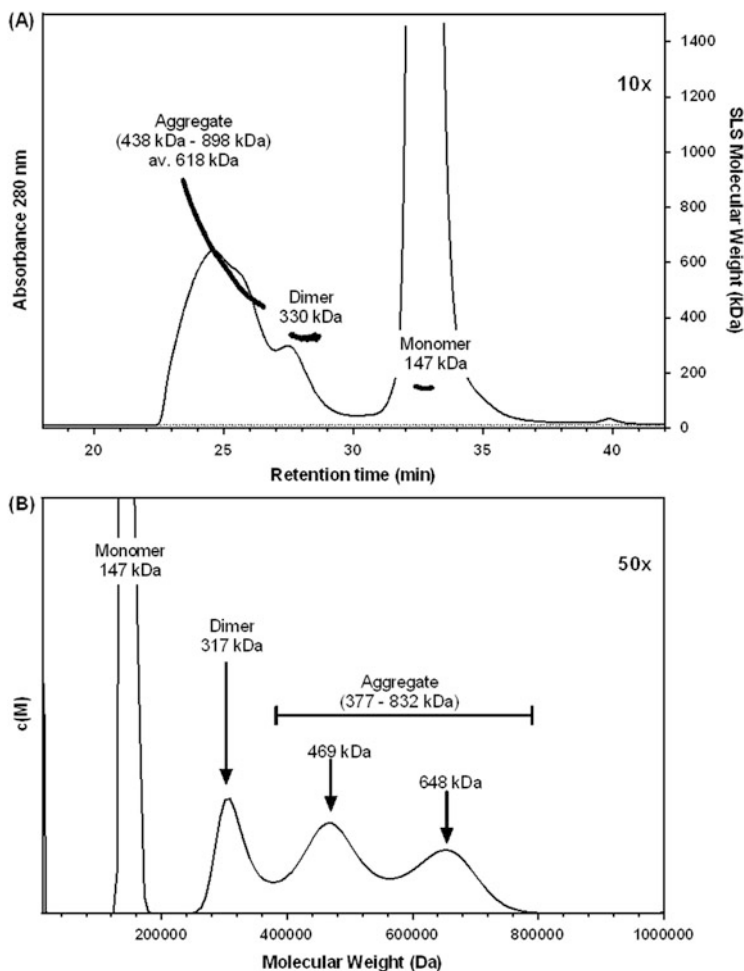 (A)
10x
Aggregate
(438 kDa - 898 kDa)
av. 618 kDa
Dimer
330 kDa
Monomer
147 kDa
Absorbance 280 nm
SLS Molecular Weight (kDa)
1400
1200
1000
800
600
400
200
0
20 25 30 35 40
Retention time (min)
(B)
50x
Monomer
147 kDa
Dimer
317 kDa
Aggregate
(377 - 832 kDa)
469 kDa
648 kDa
c(M)
200000 400000 600000 800000 1000000
Molecular Weight (Da)